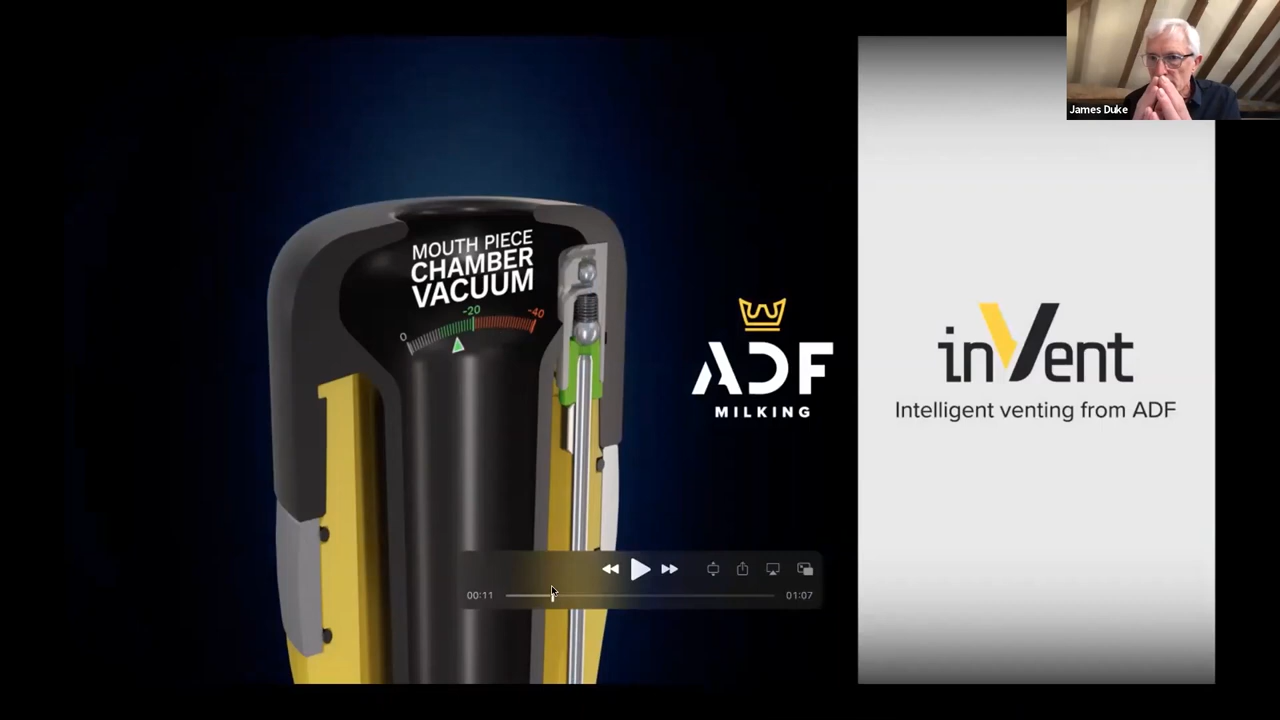 James Duke
MOUTH PIECE
CHAMBER
VACUUM
0
-20
-40
ADF
MILKING
inVent
Intelligent venting from ADF
00:11
01:07